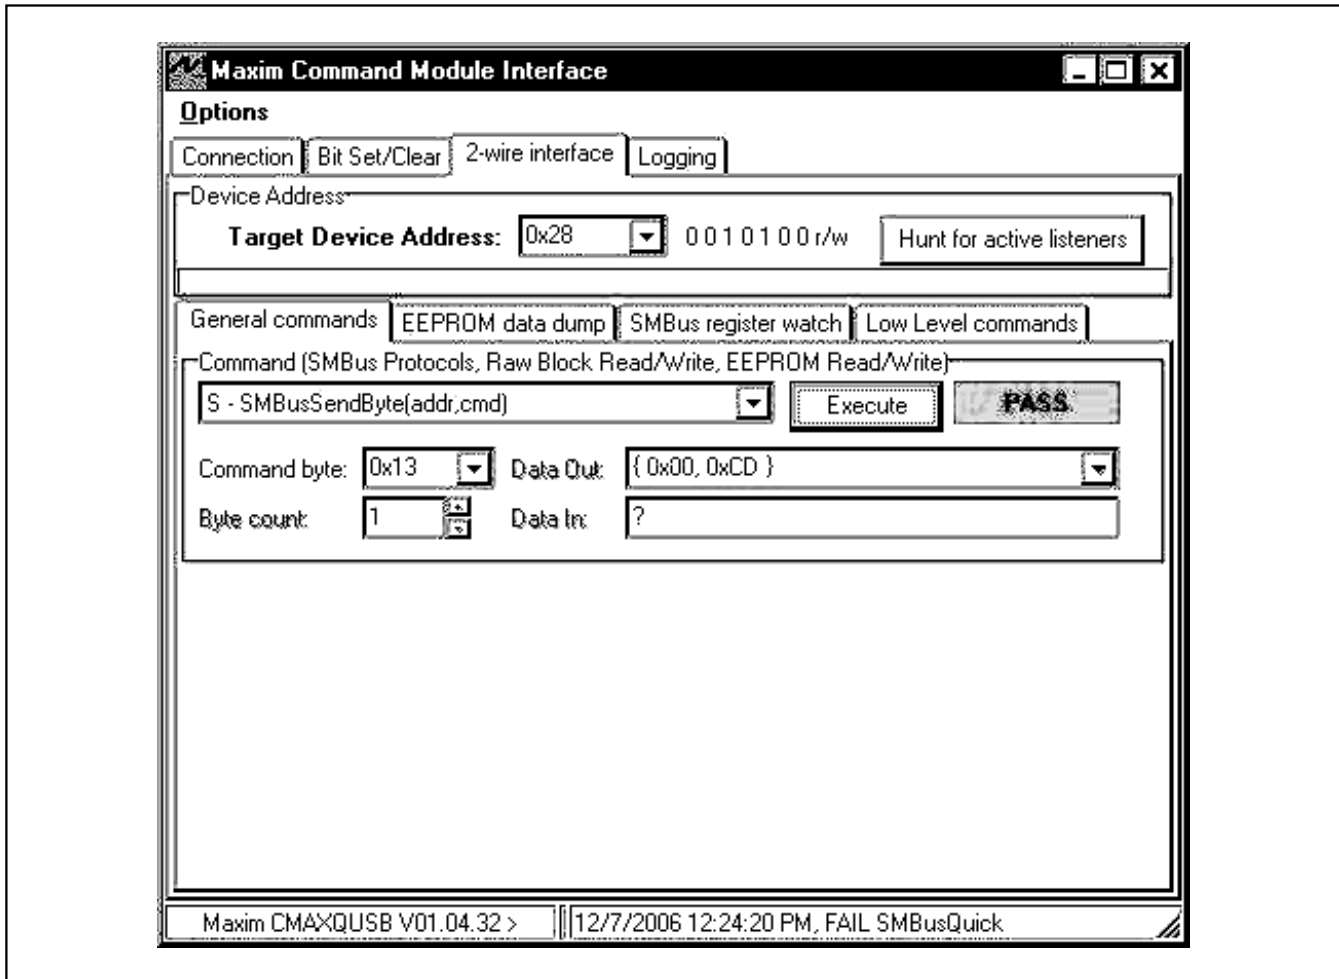 Maxim Command Module Interface
Options
Connection Bit Set/Clear 2-wire interface Logging
Device Address
Target Device Address: 0x28 0 0 1 0 1 0 0 r/w Hunt for active listeners
General commands EEPROM data dump SMBus register watch Low Level commands
Command (SMBus Protocols, Raw Block Read/Write, EEPROM Read/Write)
S - SMBusSendByte(addr,cmd) Execute PASS
Command byte: 0x13 Data Out: { 0x00, 0xCD }
Byte count: 1 Data In: ?
Maxim CMAXQUSB V01.04.32 > 12/7/2006 12:24:20 PM, FAIL SMBusQuick